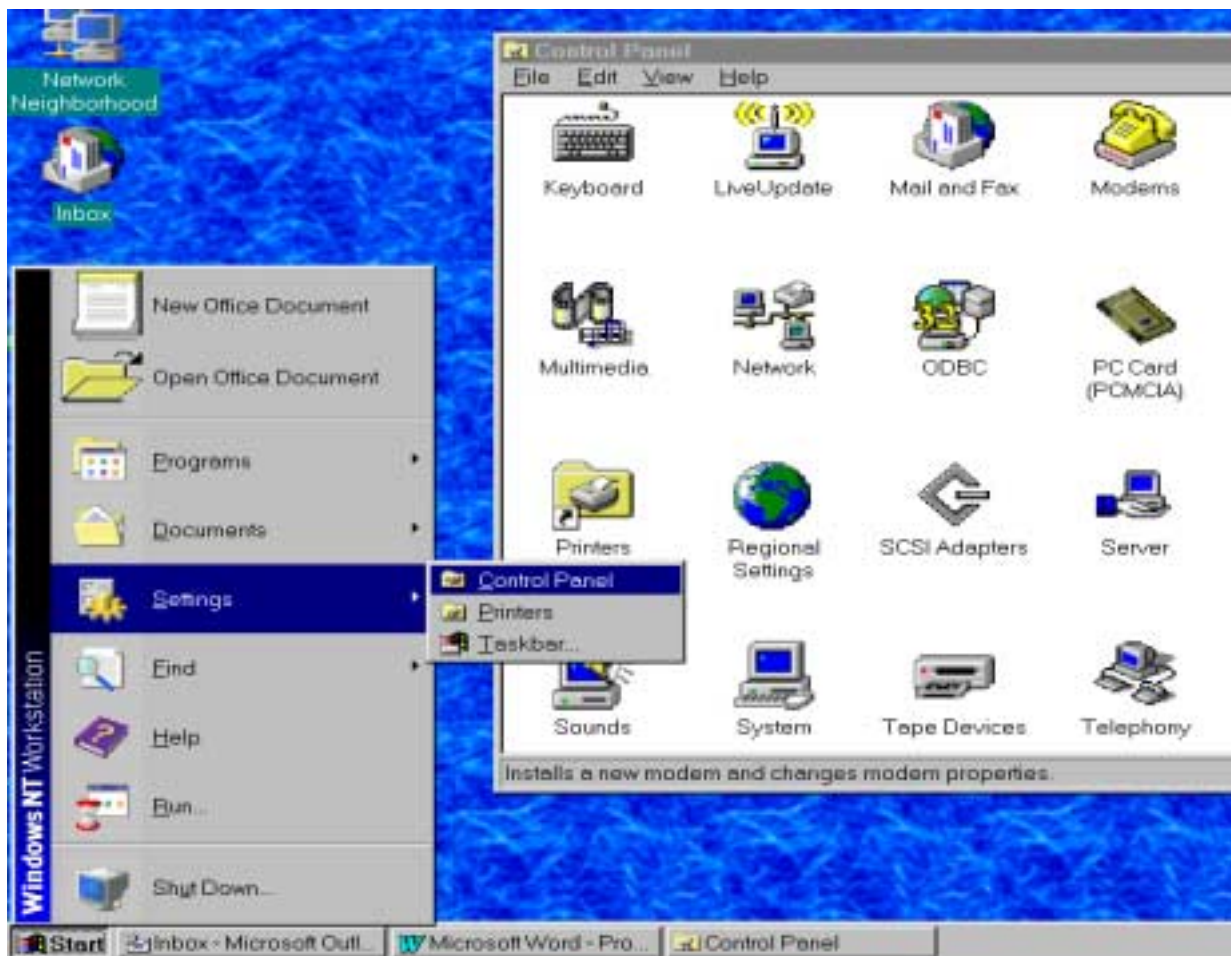 Network
Neighborhood
Inbox
Control Panel
File Edit View Help
Keyboard LiveUpdate Mail and Fax Modems
Multimedia Network ODBC PC Card
(PCMCIA)
Printers Regional
Settings SCSI Adapters Server
Sounds System Tape Devices Telephony
Installs a new modem and changes modem properties.
New Office Document
Open Office Document
Programs
Documents
Settings
Find
Help
Run...
Shut Down...
Windows NT Workstation
Control Panel
Printers
Taskbar...
Start Inbox - Microsoft Outl... Microsoft Word - Pro... Control Panel